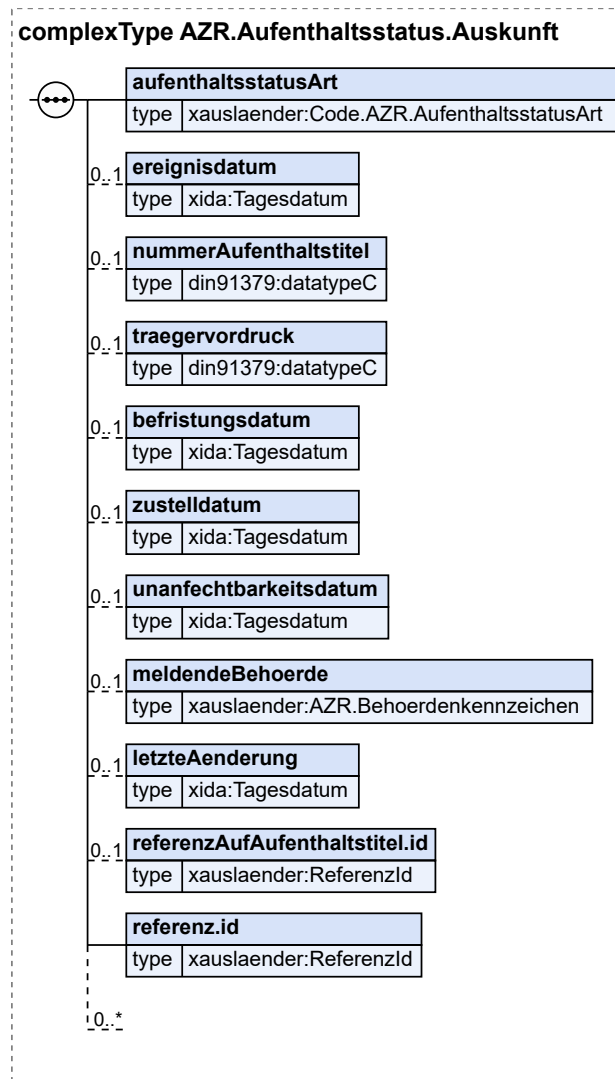 complexType AZR.Aufenthaltsstatus.Auskunft
aufenthaltsstatusArt
type xauslaender:Code.AZR.AufenthaltsstatusArt
0..1 ereignisdatum
type xida:Tagesdatum
0..1 nummerAufenthaltstitel
type din91379:datatypeC
0..1 traegervordruck
type din91379:datatypeC
0..1 befristungsdatum
type xida:Tagesdatum
0..1 zustelldatum
type xida:Tagesdatum
0..1 unanfechtbarkeitsdatum
type xida:Tagesdatum
0..1 meldendeBehoerde
type xauslaender:AZR.Behoerdenkennzeichen
0..1 letzteAenderung
type xida:Tagesdatum
0..1 referenzAufAufenthaltstitel.id
type xauslaender:ReferenzId
referenz.id
type xauslaender:ReferenzId
0..*